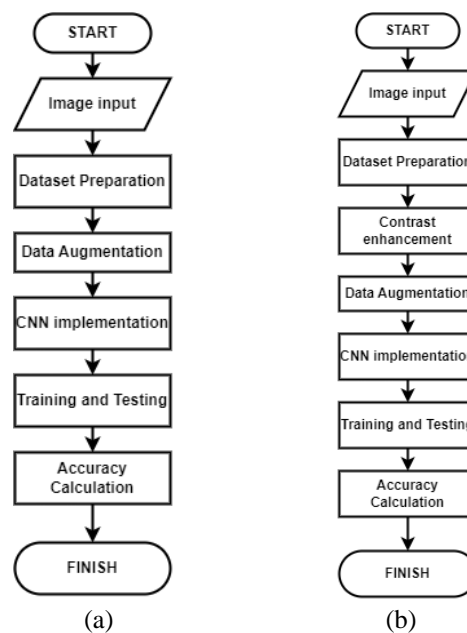 START
Image input
Dataset Preparation
Data Augmentation
CNN implementation
Training and Testing
Accuracy
Calculation
FINISH
(a)
START
Image input
Dataset Preparation
Contrast
enhancement
Data Augmentation
CNN implementation
Training and Testing
Accuracy
Calculation
FINISH
(b)